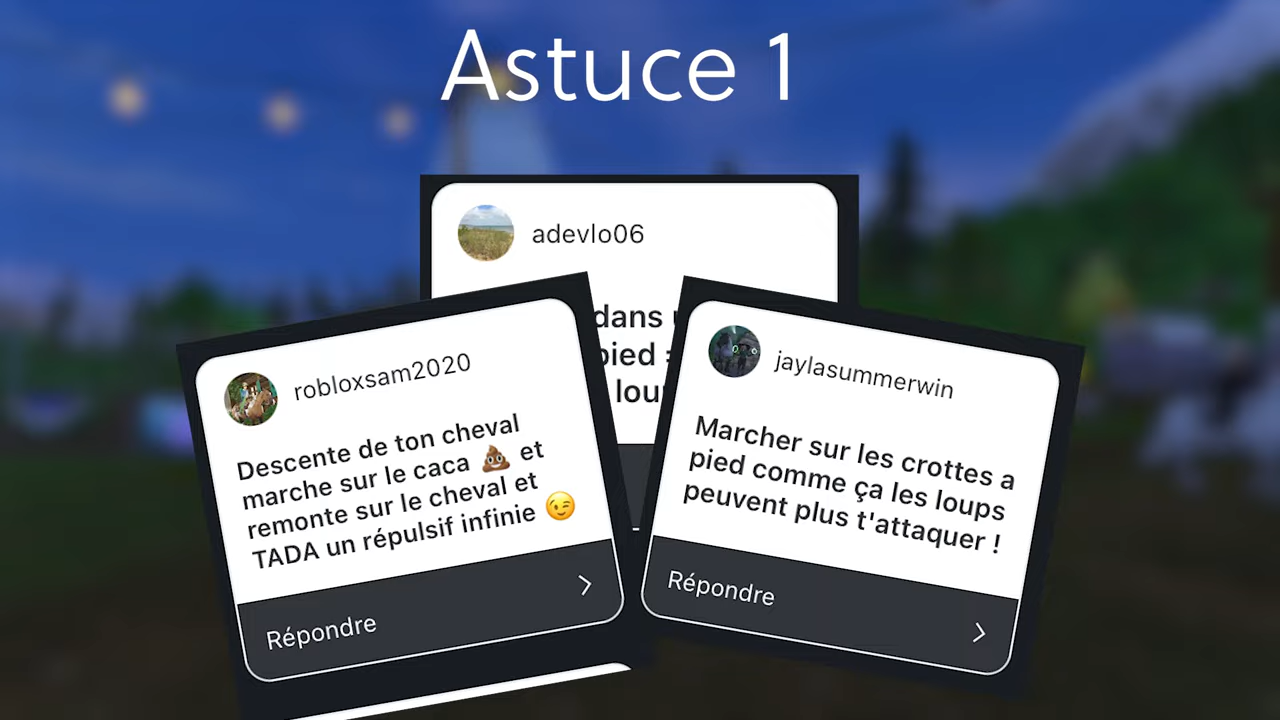 Astuce 1
adevlo06
dans
pied :
lou
robloxsam2020
Descente de ton cheval
marche sur le caca 💩 et
remonte sur le cheval et
TADA un répulsif infinie 😉
Répondre
jaylasummerwin
Marcher sur les crottes a
pied comme ça les loups
peuvent plus t'attaquer !
Répondre